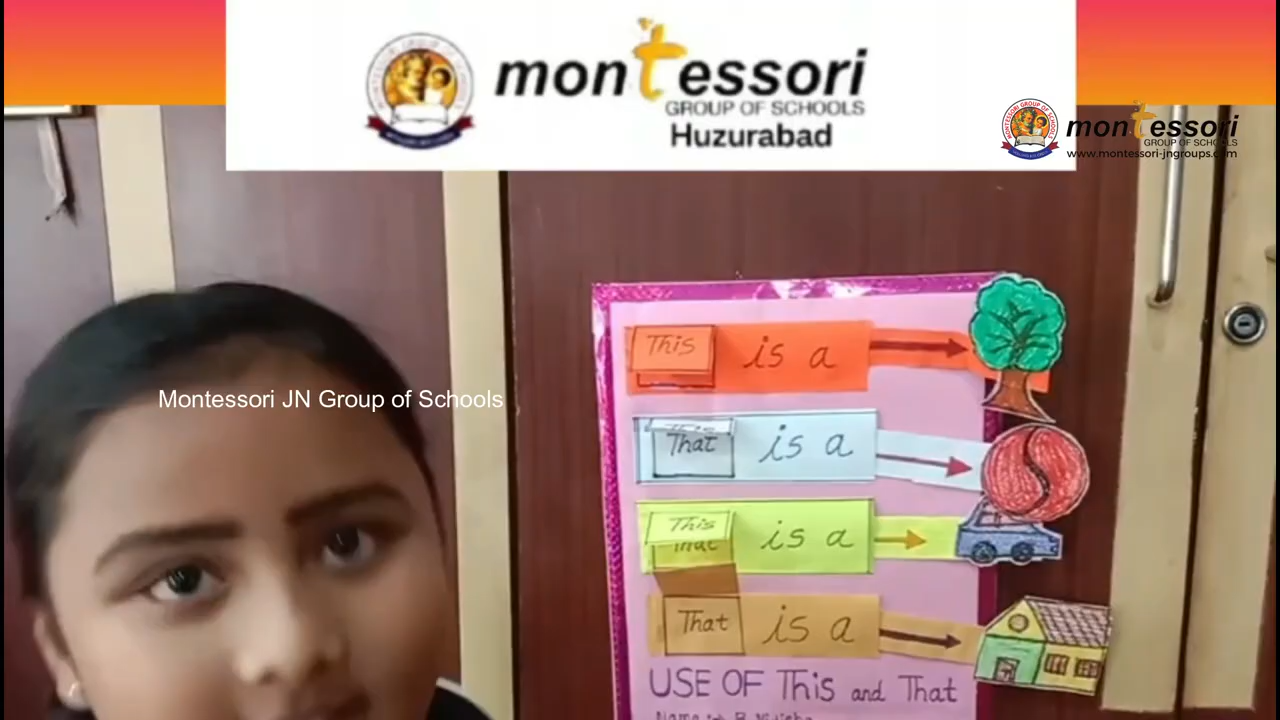 montessori
GROUP OF SCHOOLS
Huzurabad
montessori
GROUP OF SCHOOLS
www.montessori-jngroups.com
Montessori JN Group of Schools
This is a
That is a
This is a
That
That is a
USE OF This and That